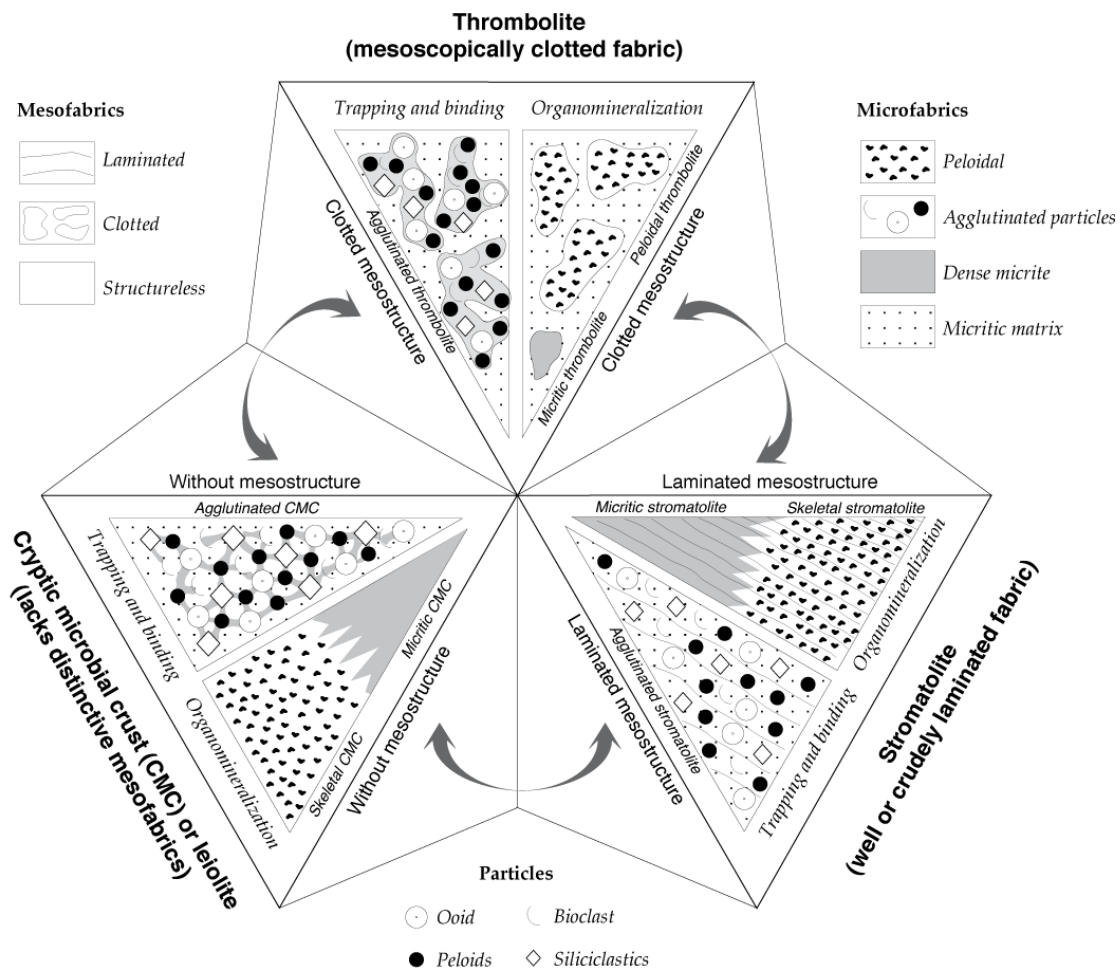 Thrombolite
(mesoscopically clotted fabric)
Mesofabrics
Laminated
Clotted
Structureless
Microfabrics
Peloidal
Agglutinated particles
Dense micrite
Micritic matrix
Trapping and binding
Organomineralization
Clotted mesostructure
Agglutinated thrombolite
Peloidal thrombolite
Micritic thrombolite
Clotted mesostructure
Without mesostructure
Agglutinated CMC
Trapping and binding
Organomineralization
Micritic CMC
Skeletal CMC
Without mesostructure
Cryptic microbial crust (CMC) or leiolite
(lacks distinctive mesofabrics)
Laminated mesostructure
Micritic stromatolite
Skeletal stromatolite
Organomineralization
Trapping and binding
Agglutinated stromatolite
Laminated mesostructure
Stromatolite
(well or crudely laminated fabric)
Particles
Ooid
Bioclast
Peloids
Siliciclastics